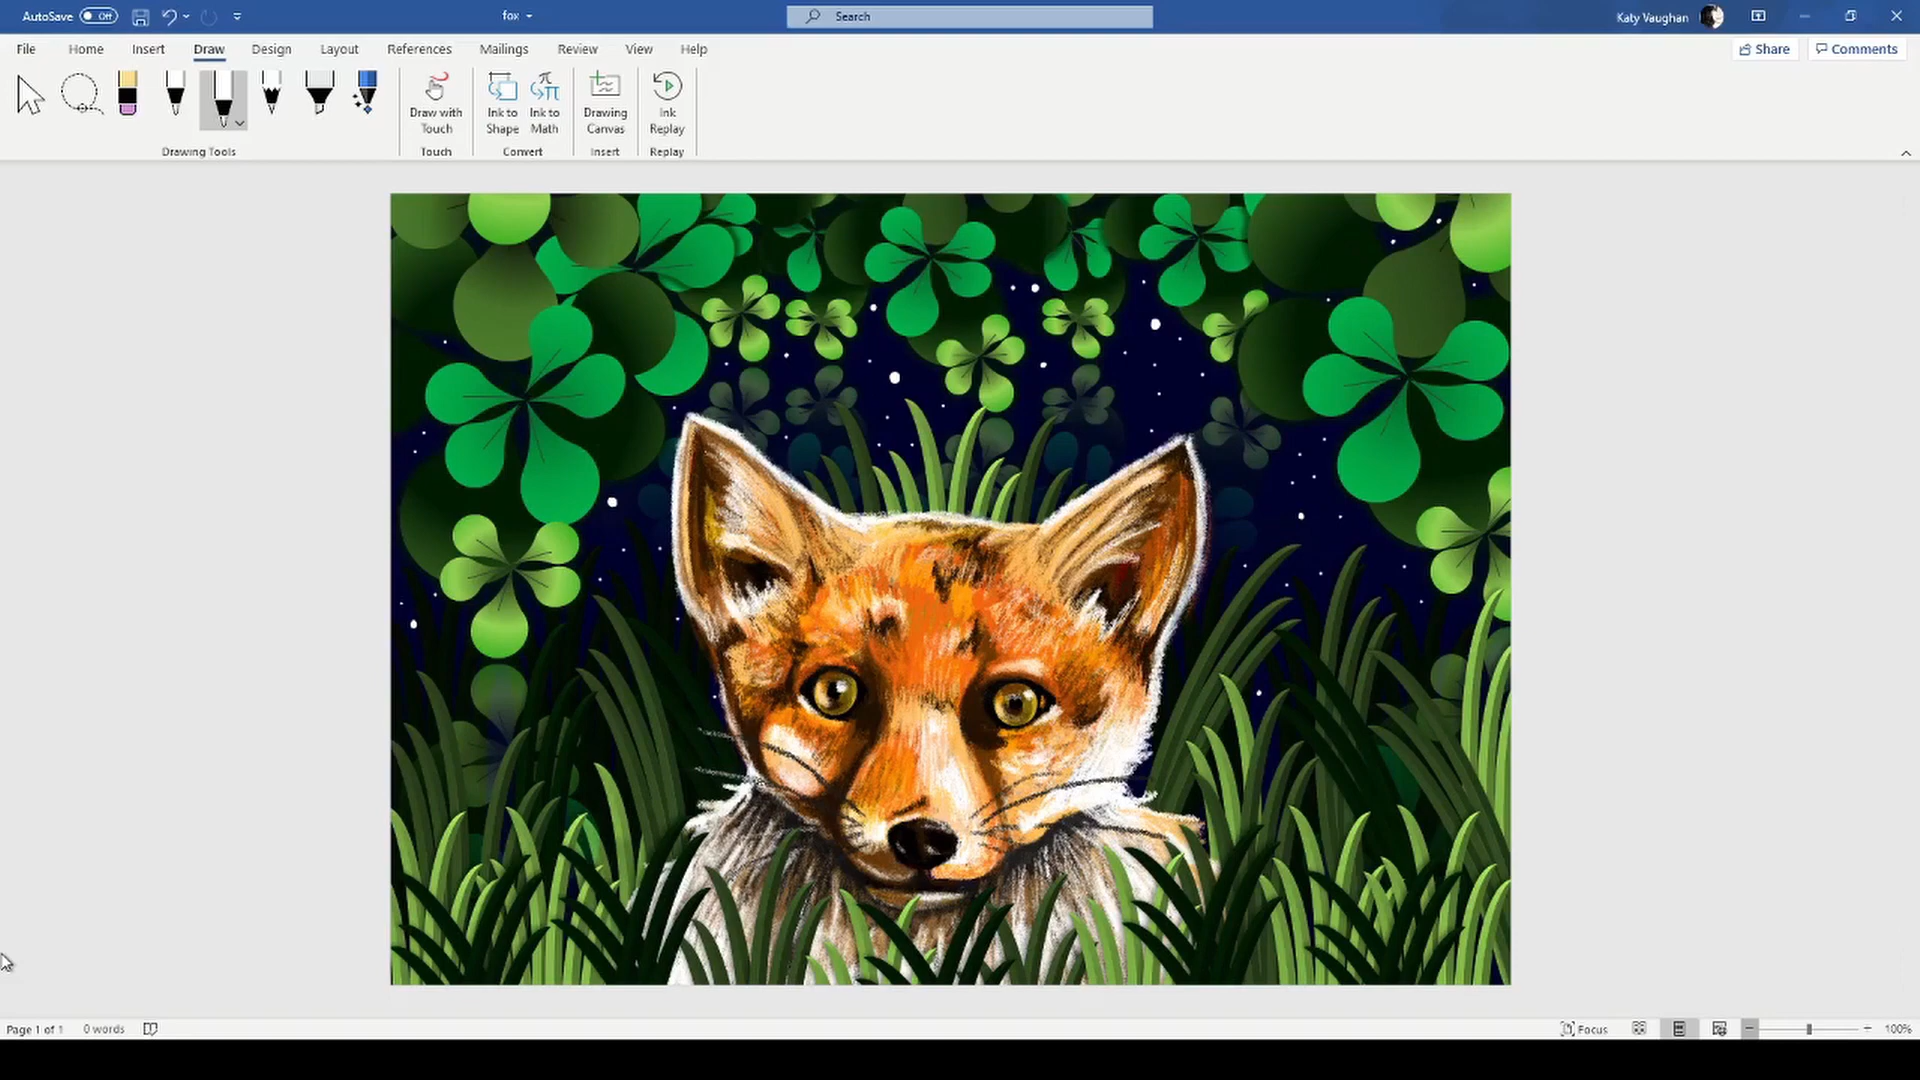 AutoSave Off fox Search Katy Vaughan
File Home Insert Draw Design Layout References Mailings Review View Help Share Comments
Draw with Touch
Ink to Shape
Ink to Math
Drawing Canvas
Ink Replay
Drawing Tools Touch Convert Insert Replay
Page 1 of 1 0 words Focus 100%